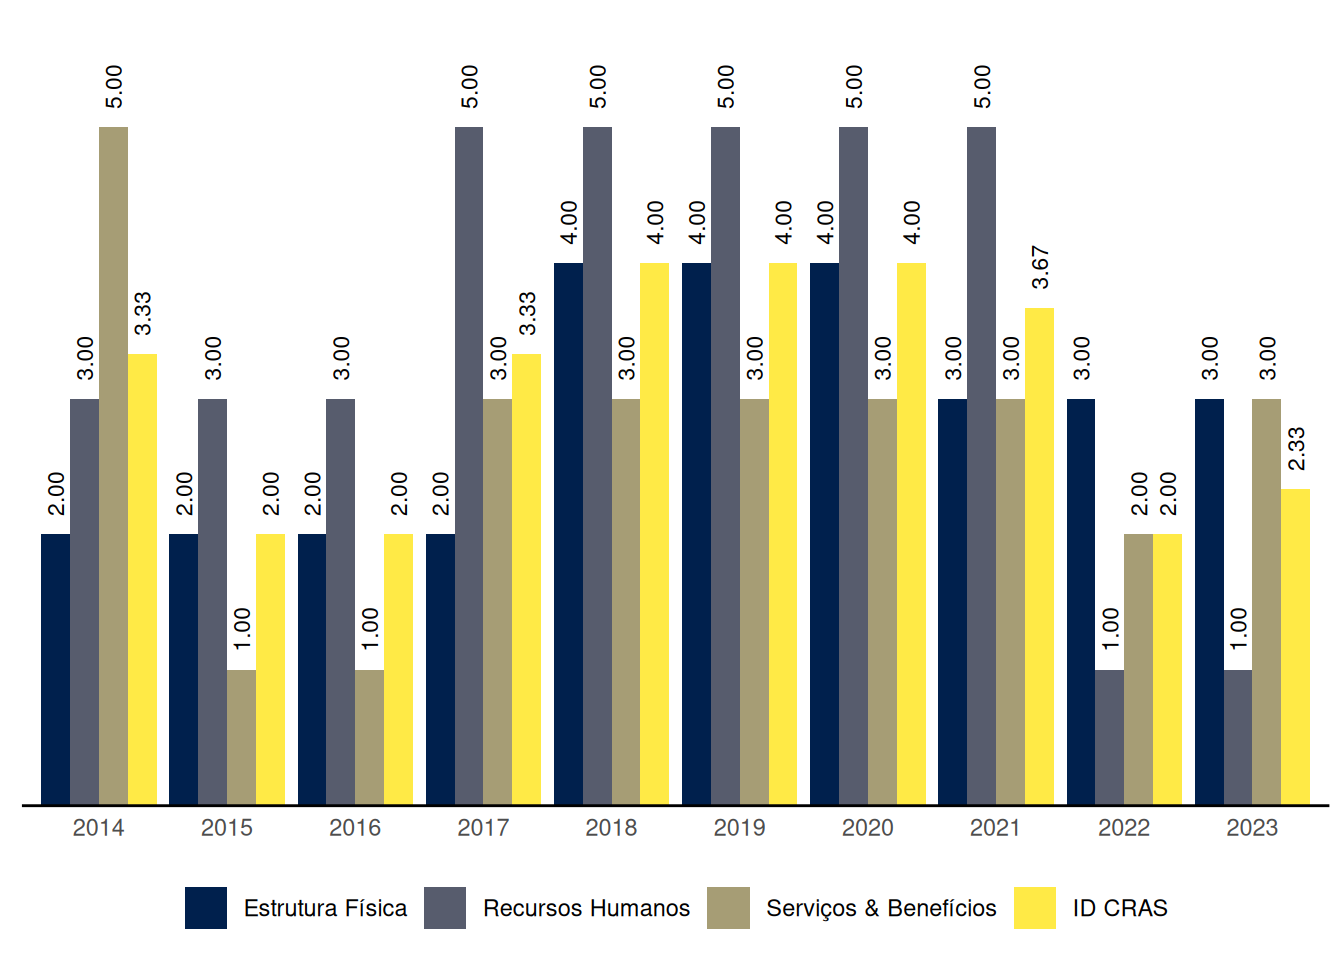 5.00 5.00 5.00 5.00 5.00 5.00
4.00 4.00 4.00 4.00 4.00 4.00
3.67
3.33 3.33
3.00 3.00 3.00 3.00 3.00 3.00 3.00 3.00 3.00 3.00 3.00 3.00
2.33
2.00 2.00 2.00 2.00 2.00 2.00 2.00 2.00
1.00 1.00 1.00 1.00
2014 2015 2016 2017 2018 2019 2020 2021 2022 2023
Estrutura Física Recursos Humanos Serviços & Benefícios ID CRAS